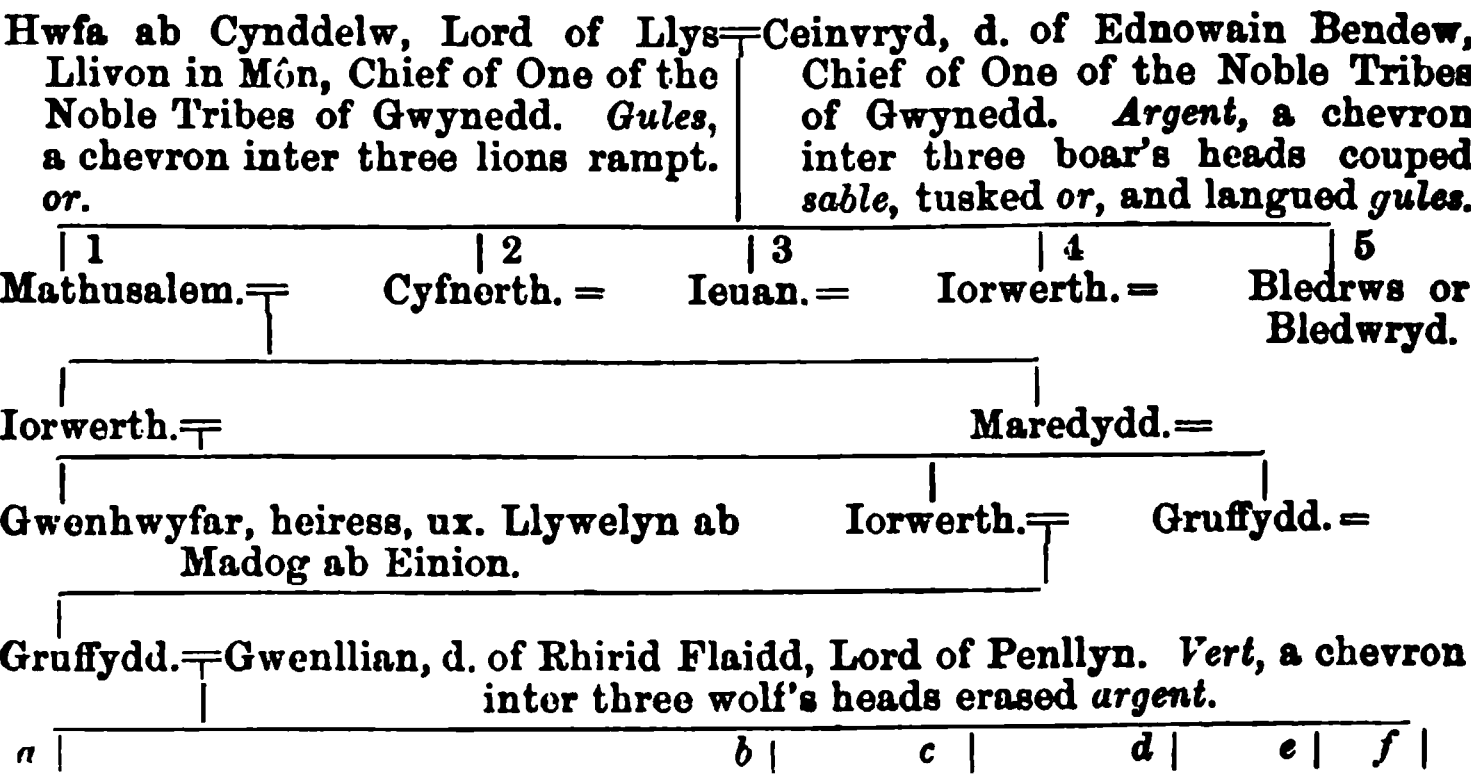 Hwfa ab Cynddelw, Lord of Llys=Ceinvryd, d. of Ednowain Bendew,
Llivon in Môn, Chief of One of the Chief of One of the Noble Tribes
Noble Tribes of Gwynedd. Gules, of Gwynedd. Argent, a chevron
a chevron inter three lions rampt. inter three boar's heads couped
or. sable, tusked or, and langued gules.
1 2 3 4 5
Mathusalem.= Cyfnerth.= Ieuan.= Iorwerth.= Bledrws or
Bledwryd.
Iorwerth.= Maredydd.=
Gwenhwyfar, heiress, ux. Llywelyn ab Iorwerth.= Gruffydd.=
Madog ab Einion.
Gruffydd.=Gwenllian, d. of Rhirid Flaidd, Lord of Penllyn. Vert, a chevron
inter three wolf's heads erased argent.
a b c d e f